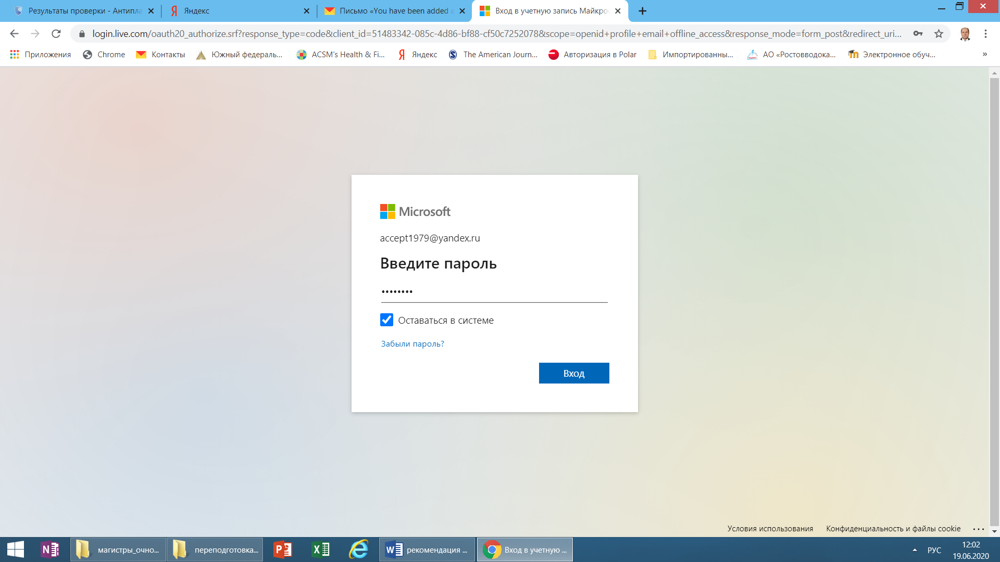 Результаты проверки - Антипла
Яндекс
Письмо «You have been added a
Вход в учетную запись Майкро
login.live.com/oauth20_authorize.srf?response_type=code&client_id=51483342-085c-4d86-bf88-cf50c7252078&scope=openid+profile+email+offline_access&response_mode=form_post&redirect_uri...
Приложения
Chrome
Контакты
Южный федераль...
ACSM's Health & Fi...
Яндекс
The American Journ...
Авторизация в Polar
Импортированны...
АО «Ростовводока...
Электронное обуч...
»
Microsoft
accept1979@yandex.ru
Введите пароль
••••••••
Оставаться в системе
Забыли пароль?
Вход
Условия использования
Конфиденциальность и файлы cookie
...
магистры_очно...
переподготовка...
рекомендация ...
Вход в учетную ...
РУС
12:02
19.06.2020